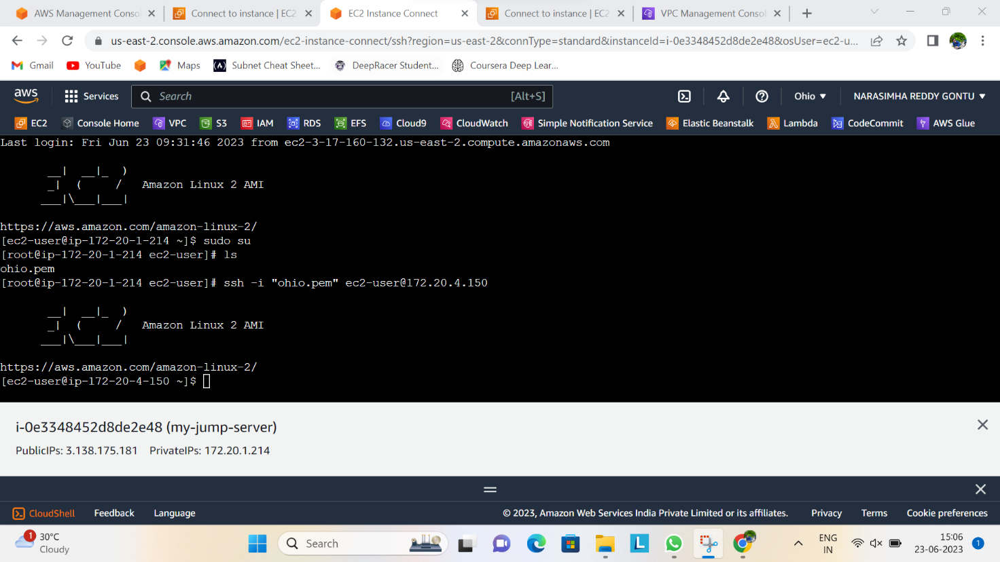 AWS Management Consol
Connect to instance | EC2
EC2 Instance Connect
Connect to instance | EC2
VPC Management Consol
us-east-2.console.aws.amazon.com/ec2-instance-connect/ssh?region=us-east-2&connType=standard&instanceId=i-0e3348452d8de2e48&osUser=ec2-u...
Gmail YouTube Maps Subnet Cheat Sheet... DeepRacer Student... Coursera Deep Lear...
aws Services Search [Alt+S] Ohio ▼ NARASIMHA REDDY GONTU ▼
EC2 Console Home VPC S3 IAM RDS EFS Cloud9 CloudWatch Simple Notification Service Elastic Beanstalk Lambda CodeCommit AWS Glue
Last login: Fri Jun 23 09:31:46 2023 from ec2-3-17-160-132.us-east-2.compute.amazonaws.com
       __|  __|_  )
       _|  (     /   Amazon Linux 2 AMI
      ___|\___|___|
https://aws.amazon.com/amazon-linux-2/
[ec2-user@ip-172-20-1-214 ~]$ sudo su
[root@ip-172-20-1-214 ec2-user]# ls
ohio.pem
[root@ip-172-20-1-214 ec2-user]# ssh -i "ohio.pem" ec2-user@172.20.4.150
       __|  __|_  )
       _|  (     /   Amazon Linux 2 AMI
      ___|\___|___|
https://aws.amazon.com/amazon-linux-2/
[ec2-user@ip-172-20-4-150 ~]$
i-0e3348452d8de2e48 (my-jump-server)
PublicIPs: 3.138.175.181 PrivateIPs: 172.20.1.214
CloudShell Feedback Language © 2023, Amazon Web Services India Private Limited or its affiliates. Privacy Terms Cookie preferences
1 30°C
Cloudy
Search
L
ENG
IN
15:06
23-06-2023
1